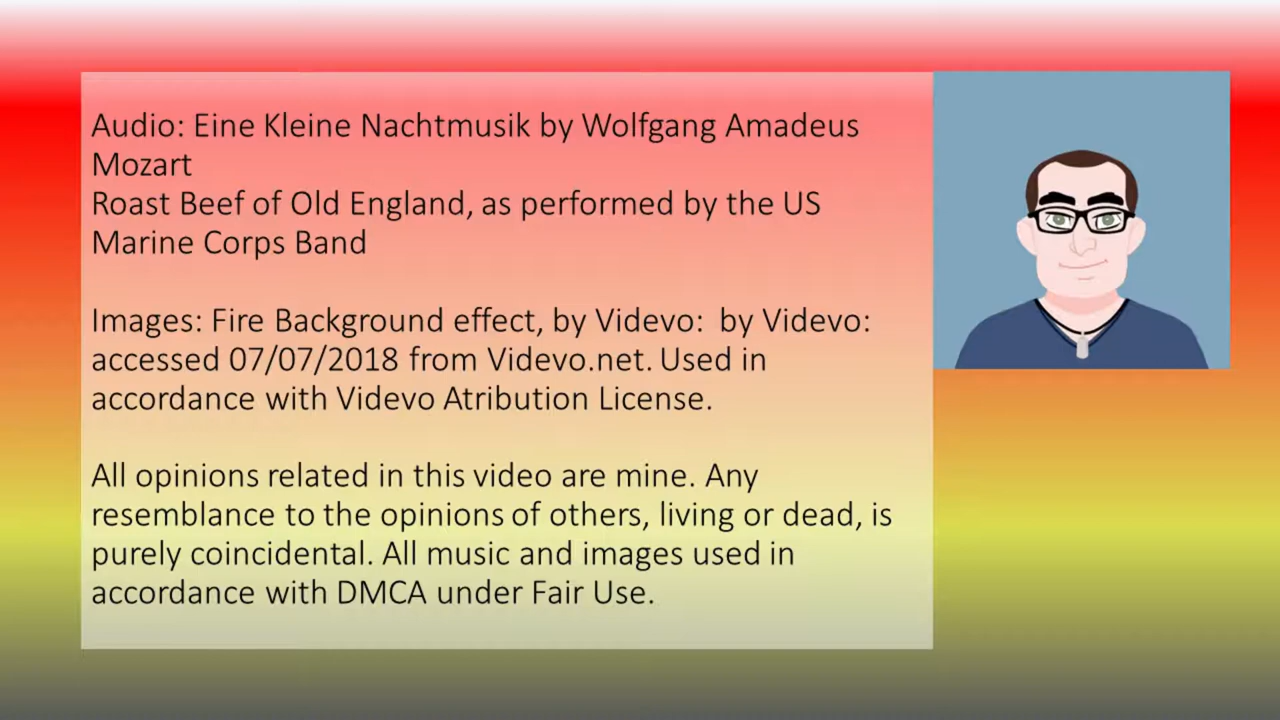 Audio: Eine Kleine Nachtmusik by Wolfgang Amadeus
Mozart
Roast Beef of Old England, as performed by the US
Marine Corps Band
Images: Fire Background effect, by Videvo:  by Videvo:
accessed 07/07/2018 from Videvo.net. Used in
accordance with Videvo Atribution License.
All opinions related in this video are mine. Any
resemblance to the opinions of others, living or dead, is
purely coincidental. All music and images used in
accordance with DMCA under Fair Use.